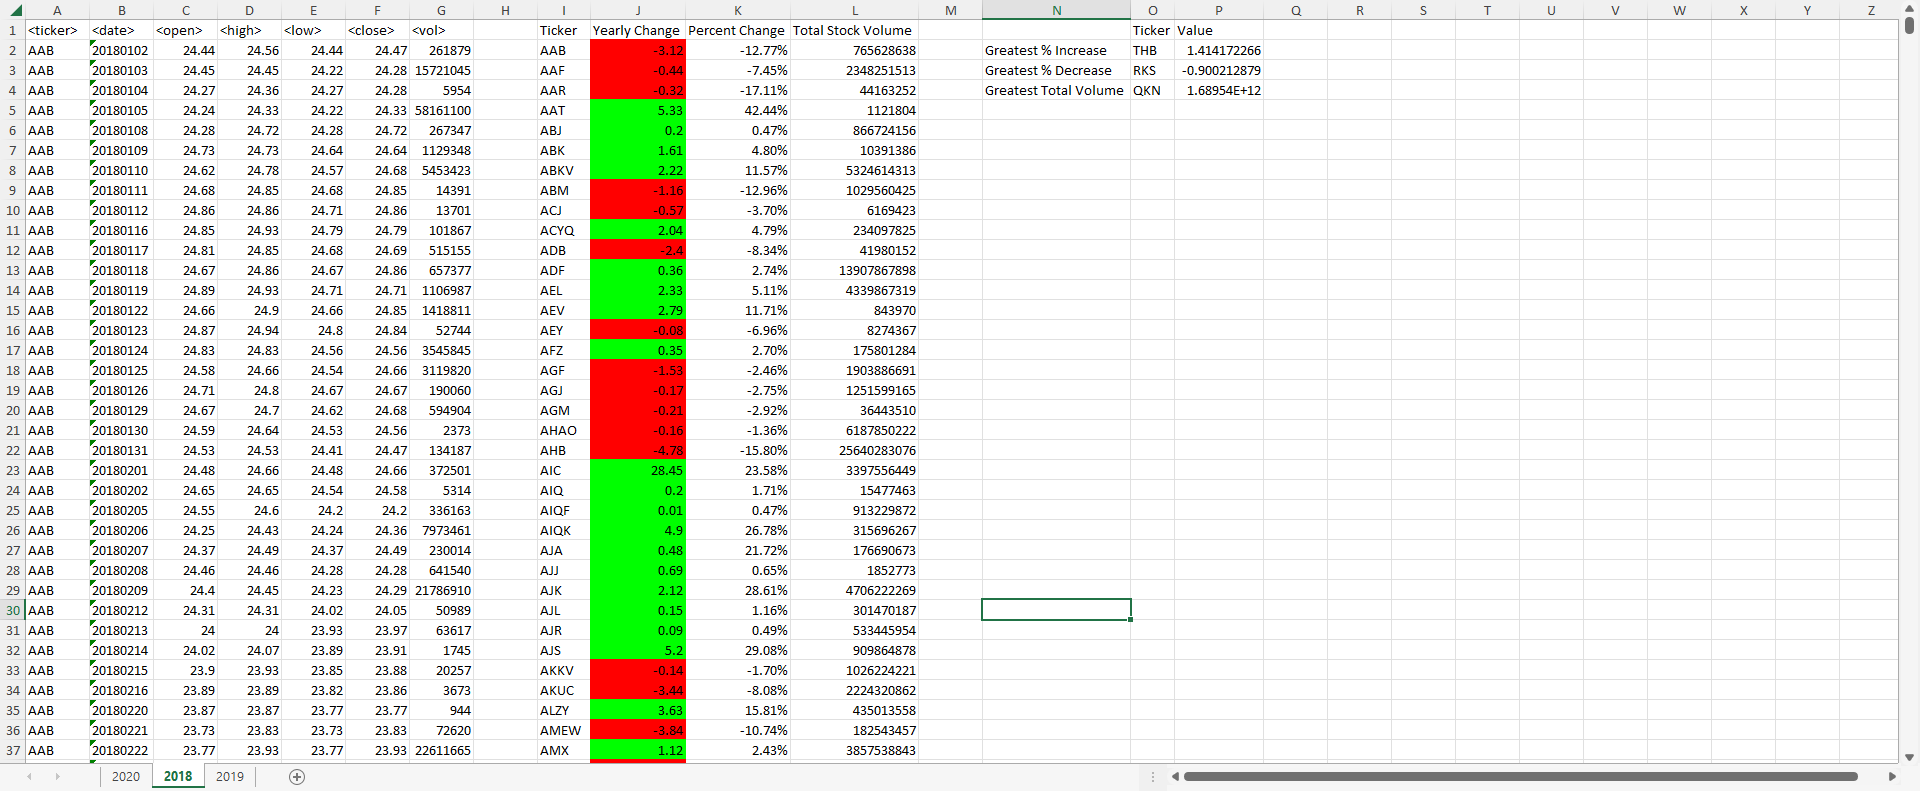 A B C D E F G H I J K L M N O P Q R S T U V W X Y Z
1 <ticker> <date> <open> <high> <low> <close> <vol> Ticker Yearly Change Percent Change Total Stock Volume Ticker Value
2 AAB 20180102 24.44 24.56 24.44 24.47 261879 AAB -3.12 -12.77% 765628638 Greatest % Increase THB 1.414172266
3 AAB 20180103 24.45 24.45 24.22 24.28 15721045 AAF -0.44 -7.45% 2348251513 Greatest % Decrease RKS -0.900212879
4 AAB 20180104 24.27 24.36 24.27 24.28 5954 AAR -0.32 -17.11% 44163252 Greatest Total Volume QKN 1.68954E+12
5 AAB 20180105 24.24 24.33 24.22 24.33 58161100 AAT 5.33 42.44% 1121804
6 AAB 20180108 24.28 24.72 24.28 24.72 267347 ABJ 0.2 0.47% 866724156
7 AAB 20180109 24.73 24.73 24.64 24.64 1129348 ABK 1.61 4.80% 10391386
8 AAB 20180110 24.62 24.78 24.57 24.68 5453423 ABKV 2.22 11.57% 5324614313
9 AAB 20180111 24.68 24.85 24.68 24.85 14391 ABM -1.16 -12.96% 1029560425
10 AAB 20180112 24.86 24.86 24.71 24.86 13701 ACJ -0.57 -3.70% 6169423
11 AAB 20180116 24.85 24.93 24.79 24.79 101867 ACYQ 2.04 4.79% 234097825
12 AAB 20180117 24.81 24.85 24.68 24.69 515155 ADB -2.4 -8.34% 41980152
13 AAB 20180118 24.67 24.86 24.67 24.86 657377 ADF 0.36 2.74% 13907867898
14 AAB 20180119 24.89 24.93 24.71 24.71 1106987 AEL 2.33 5.11% 4339867319
15 AAB 20180122 24.66 24.9 24.66 24.85 1418811 AEV 2.79 11.71% 843970
16 AAB 20180123 24.87 24.94 24.8 24.84 52744 AEY -0.08 -6.96% 8274367
17 AAB 20180124 24.83 24.83 24.56 24.56 3545845 AFZ 0.35 2.70% 175801284
18 AAB 20180125 24.58 24.66 24.54 24.66 3119820 AGF -1.53 -2.46% 1903886691
19 AAB 20180126 24.71 24.8 24.67 24.67 190060 AGJ -0.17 -2.75% 1251599165
20 AAB 20180129 24.67 24.7 24.62 24.68 594904 AGM -0.21 -2.92% 36443510
21 AAB 20180130 24.59 24.64 24.53 24.56 2373 AHAO -0.16 -1.36% 6187850222
22 AAB 20180131 24.53 24.53 24.41 24.47 134187 AHB -4.78 -15.80% 25640283076
23 AAB 20180201 24.48 24.66 24.48 24.66 372501 AIC 28.45 23.58% 3397556449
24 AAB 20180202 24.65 24.65 24.54 24.58 5314 AIQ 0.2 1.71% 15477463
25 AAB 20180205 24.55 24.6 24.2 24.2 336163 AIQF 0.01 0.47% 913229872
26 AAB 20180206 24.25 24.43 24.24 24.36 7973461 AIQK 4.9 26.78% 315696267
27 AAB 20180207 24.37 24.49 24.37 24.49 230014 AJA 0.48 21.72% 176690673
28 AAB 20180208 24.46 24.46 24.28 24.28 641540 AJJ 0.69 0.65% 1852773
29 AAB 20180209 24.4 24.45 24.23 24.29 21786910 AJK 2.12 28.61% 4706222269
30 AAB 20180212 24.31 24.31 24.02 24.05 50989 AJL 0.15 1.16% 301470187
31 AAB 20180213 24 24 23.93 23.97 63617 AJR 0.09 0.49% 533445954
32 AAB 20180214 24.02 24.07 23.89 23.91 1745 AJS 5.2 29.08% 909864878
33 AAB 20180215 23.9 23.93 23.85 23.88 20257 AKKV -0.14 -1.70% 1026224221
34 AAB 20180216 23.89 23.89 23.82 23.86 3673 AKUC -3.44 -8.08% 2224320862
35 AAB 20180220 23.87 23.87 23.77 23.77 944 ALZY 3.63 15.81% 435013558
36 AAB 20180221 23.73 23.83 23.73 23.83 72620 AMEW -3.84 -10.74% 182543457
37 AAB 20180222 23.77 23.93 23.77 23.93 22611665 AMX 1.12 2.43% 3857538843
2020 2018 2019